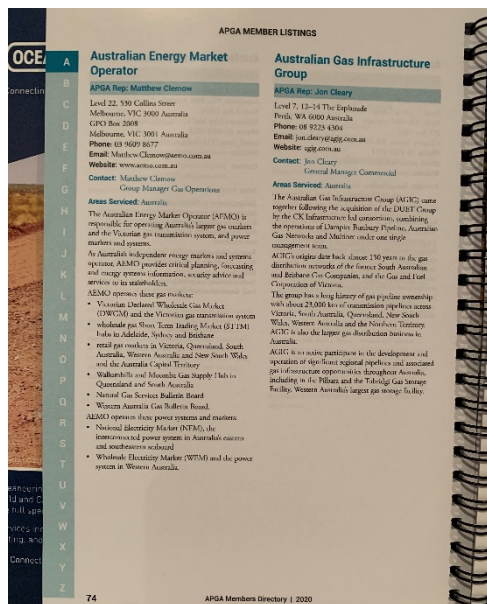 APGA MEMBER LISTINGS
OCE
Connectin
A
B
C
D
E
F
G
H
I
J
K
L
M
N
O
P
Q
R
S
T
U
V
W
X
Y
Z
Australian Energy Market
Operator
APGA Rep: Matthew Clemow
Level 22, 530 Collins Street
Melbourne, VIC 3000 Australia
GPO Box 2008
Melbourne, VIC 3001 Australia
Phone: 03 9609 8677
Email: Matthew.Clemow@aemo.com.au
Website: www.aemo.com.au
Contact: Matthew Clemow
Group Manager Gas Operations
Areas Serviced: Australia
The Australian Energy Market Operator (AEMO) is
responsible for operating Australia's largest gas markets
and the Victorian gas transmission system, and power
markets and systems.
As Australia's independent energy markets and systems
operator, AEMO provides critical planning, forecasting
and energy systems information, security advice and
services to its stakeholders.
AEMO operates these gas markets:
• Victorian Declared Wholesale Gas Market
(DWGM) and the Victorian gas transmission system
• wholesale gas Short Term Trading Market (STTM)
hubs in Adelaide, Sydney and Brisbane
• retail gas markets in Victoria, Queensland, South
Australia, Western Australia and New South Wales
and the Australia Capital Territory
• Wallumbilla and Moomba Gas Supply Hub in
Queensland and South Australia
• Natural Gas Services Bulletin Board
• Western Australia Gas Bulletin Board.
AEMO operates these power systems and markets:
• National Electricity Market (NEM), the
interconnected power system in Australia's eastern
and southeastern seaboard
• Wholesale Electricity Market (WEM) and the power
system in Western Australia.
Australian Gas Infrastructure
Group
APGA Rep: Jon Cleary
Level 7, 12–14 The Esplanade
Perth, WA 6000 Australia
Phone: 08 9223 4304
Email: jon.cleary@agig.com.au
Website: agig.com.au
Contact: Jon Cleary
General Manager Commercial
Areas Serviced: Australia
The Australian Gas Infrastructure Group (AGIG) came
together following the acquisition of the DUET Group
by the CK Infrastructure led consortium, combining
the operations of Dampier Bunbury Pipeline, Australian
Gas Networks and Multinet under one single
management team.
AGIG's origins date back almost 150 years to the gas
distribution networks of the former South Australian
and Brisbane Gas Companies, and the Gas and Fuel
Corporation of Victoria.
The group has a long history of gas pipeline ownership
with about 23,000 km of transmission pipelines across
Victoria, South Australia, Queensland, New South
Wales, Western Australia and the Northern Territory.
AGIG is also the largest gas distribution business in
Australia.
AGIG is an active participant in the development and
operation of significant regional pipelines and associated
gas infrastructure opportunities throughout Australia,
including in the Pilbara and the Tubridgi Gas Storage
Facility, Western Australia's largest gas storage facility.
Connect
74
APGA Members Directory | 2020